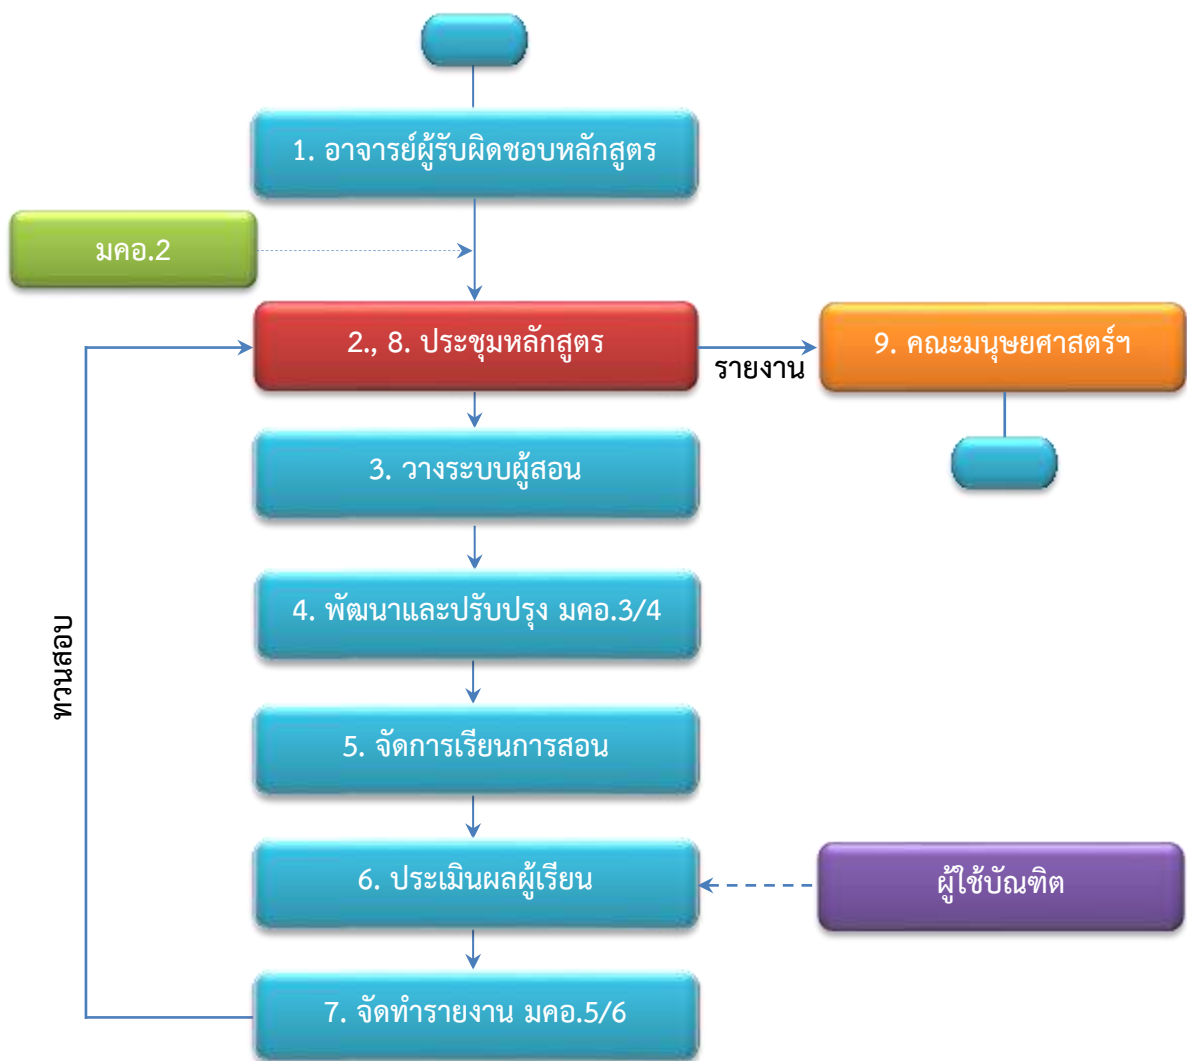 1. อาจารย์ผู้รับผิดชอบหลักสูตร
มคอ.2
2., 8. ประชุมหลักสูตร
รายงาน
9. คณะมนุษยศาสตร์ฯ
3. วางระบบผู้สอน
4. พัฒนาและปรับปรุง มคอ.3/4
ทวนสอบ
5. จัดการเรียนการสอน
6. ประเมินผลผู้เรียน
ผู้ใช้บัณฑิต
7. จัดทำรายงาน มคอ.5/6